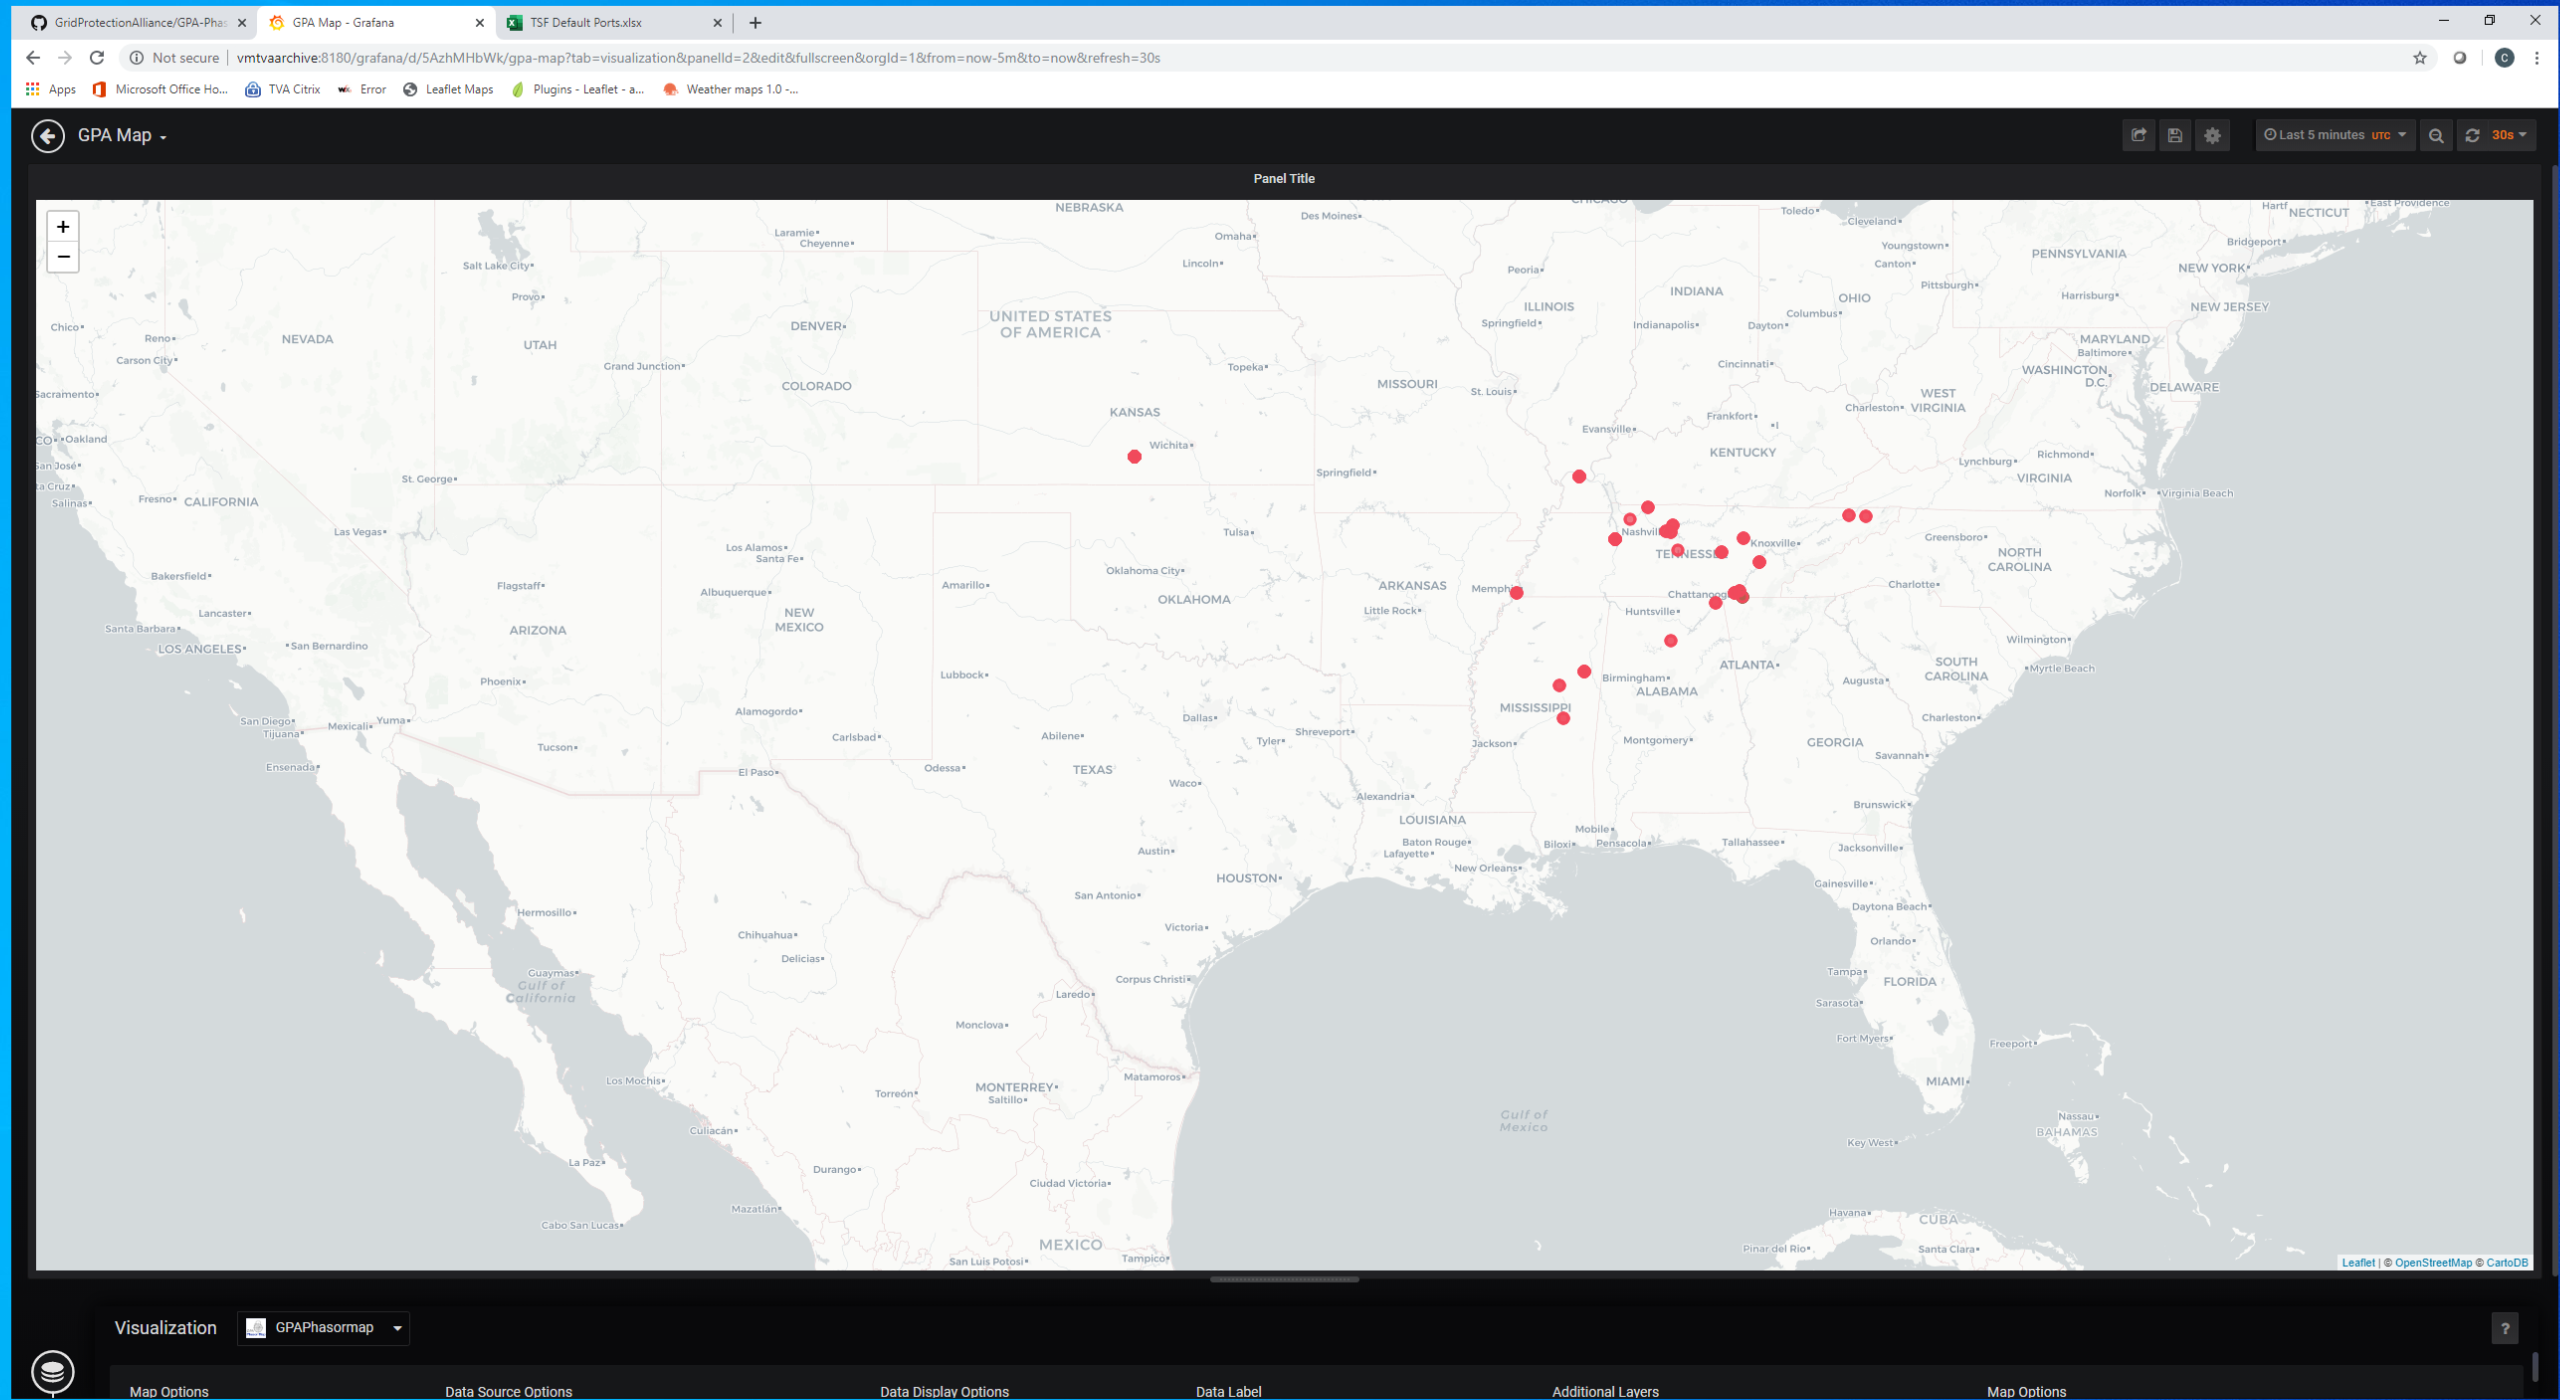 GridProtectionAlliance/GPA-Phas
GPA Map - Grafana
TSF Default Ports.xlsx
Not secure
vmtvaarchive:8180/grafana/d/5AzhMHbWk/gpa-map?tab=visualization&panelId=2&edit&fullscreen&orgId=1&from=now-5m&to=now&refresh=30s
C
Apps
Microsoft Office Ho...
TVA Citrix
Error
Leaflet Maps
Plugins - Leaflet - a...
Weather maps 1.0 -...
GPA Map
Last 5 minutes UTC
30s
Panel Title
+
−
NEBRASKA
Des Moines
CHICAGO
Toledo
Cleveland
Hartf
NECTICUT
East Providence
Laramie
Cheyenne
Omaha
Youngstown
Bridgeport
Salt Lake City
Lincoln
Peoria
Canton
PENNSYLVANIA
NEW YORK
Provo
INDIANA
OHIO
Pittsburgh
Harrisburg
Chico
Reno
NEVADA
UTAH
DENVER
UNITED STATES
OF AMERICA
ILLINOIS
Springfield
Indianapolis
Dayton
Columbus
NEW JERSEY
Carson City
Grand Junction
COLORADO
Topeka
MISSOURI
St. Louis
Cincinnati
MARYLAND
Baltimore
WASHINGTON,
D.C.
DELAWARE
Sacramento
KANSAS
Frankfort
Charleston
WEST
VIRGINIA
CO
Oakland
Wichita
Evansville
KENTUCKY
San José
St. George
Springfield
Lynchburg
Richmond
VIRGINIA
ta Cruz
Salinas
Fresno
CALIFORNIA
Norfolk
Virginia Beach
Las Vegas
Tulsa
Nashvil
Knoxville
Greensboro
Los Alamos
Santa Fe
TENNESSE
NORTH
CAROLINA
Bakersfield
Flagstaff
Albuquerque
Amarillo
Oklahoma City
OKLAHOMA
ARKANSAS
Little Rock
Memph
Chattanoog
Huntsville
Charlotte
Lancaster
Santa Barbara
LOS ANGELES
San Bernardino
ARIZONA
NEW
MEXICO
Wilmington
Phoenix
Lubbock
Birmingham
ALABAMA
ATLANTA
Augusta
SOUTH
CAROLINA
Myrtle Beach
San Diego
Tijuana
Mexicali
Yuma
Alamogordo
Carlsbad
Dallas
MISSISSIPPI
Charleston
Tucson
Abilene
Tyler
Shreveport
Jackson
Montgomery
GEORGIA
Savannah
Ensenada
El Paso
Odessa
TEXAS
Waco
Alexandria
Brunswick
LOUISIANA
Baton Rouge
Lafayette
Mobile
Biloxi
Pensacola
Tallahassee
Jacksonville
Austin
New Orleans
HOUSTON
San Antonio
Gainesville
Hermosillo
Daytona Beach
Chihuahua
Victoria
Orlando
Delicias
Guaymas
Gulf of
California
Corpus Christi
Laredo
Tampa
FLORIDA
Sarasota
Monclova
Fort Myers
Freeport
Los Mochis
Torreón
MONTERREY
Saltillo
Matamoros
MIAMI
Culiacán
Gulf of
Mexico
Nassau
BAHAMAS
Key West
La Paz
Durango
Ciudad Victoria
Mazatlán
Cabo San Lucas
MEXICO
San Luis Potosi
Tampico
Havana
CUBA
Pinar del Rio
Santa Clara
Leaflet | © OpenStreetMap © CartoDB
Visualization
GPAPhasormap
?
Map Options
Data Source Options
Data Display Options
Data Label
Additional Layers
Map Options